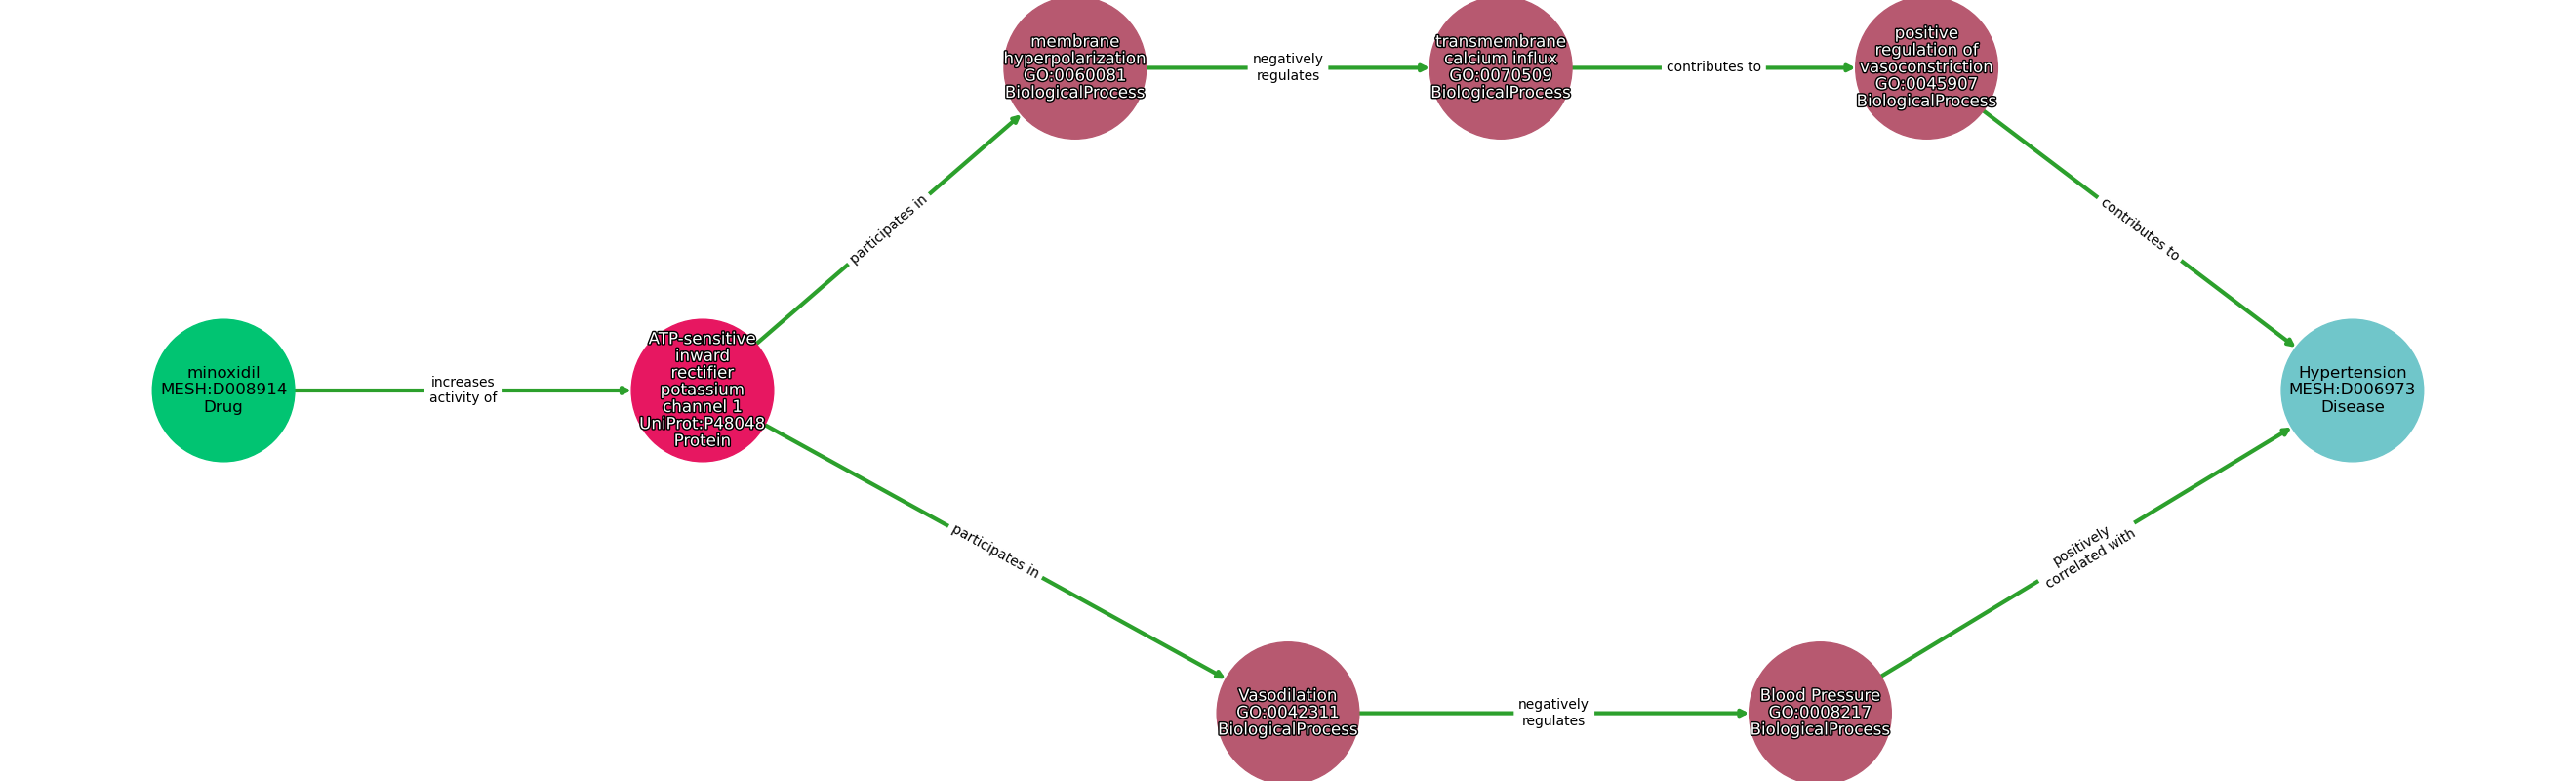 membrane
hyperpolarization
GO:0060081
BiologicalProcess
negatively
regulates
transmembrane
calcium influx
GO:0070509
BiologicalProcess
contributes to
positive
regulation of
vasoconstriction
GO:0045907
BiologicalProcess
participates in
contributes to
minoxidil
MESH:D008914
Drug
increases
activity of
ATP-sensitive
inward
rectifier
potassium
channel 1
UniProt:P48048
Protein
Hypertension
MESH:D006973
Disease
participates in
positively
correlated with
Vasodilation
GO:0042311
BiologicalProcess
negatively
regulates
Blood Pressure
GO:0008217
BiologicalProcess